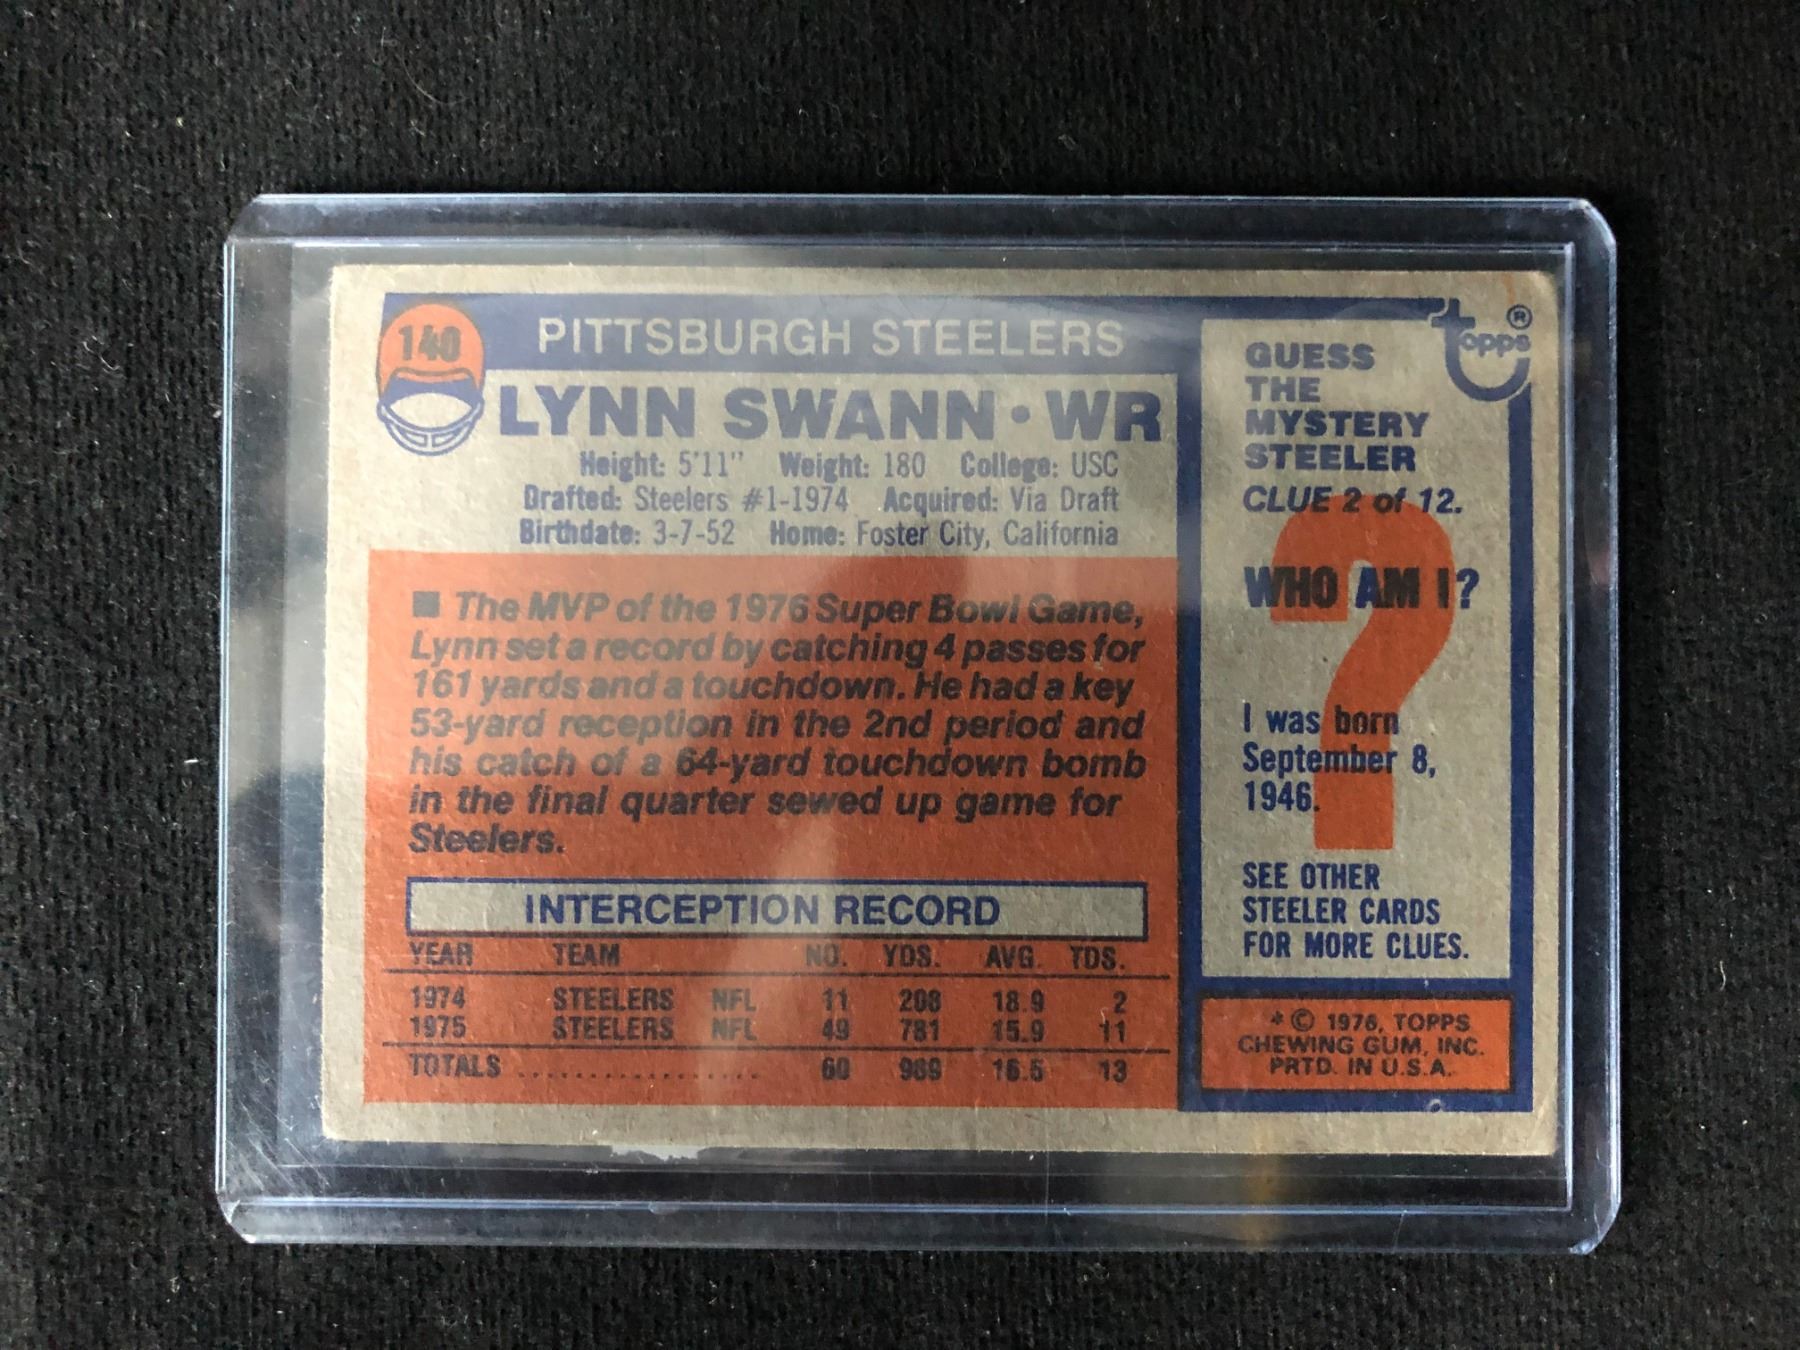 140
PITTSBURGH STEELERS
LYNN SWANN • WR
Height: 5'11" Weight: 180 College: USC
Drafted: Steelers #1-1974 Acquired: Via Draft
Birthdate: 3-7-52 Home: Foster City, California
■ The MVP of the 1976 Super Bowl Game,
Lynn set a record by catching 4 passes for
161 yards and a touchdown. He had a key
53-yard reception in the 2nd period and
his catch of a 64-yard touchdown bomb
in the final quarter sewed up game for
Steelers.
INTERCEPTION RECORD
YEAR TEAM NO. YDS. AVG. TDS.
1974 STEELERS NFL 11 208 18.9 2
1975 STEELERS NFL 49 781 15.9 11
TOTALS .................. 60 989 16.5 13
topps ®
GUESS
THE
MYSTERY
STEELER
CLUE 2 of 12.
?
WHO AM I?
I was born
September 8,
1946.
SEE OTHER
STEELER CARDS
FOR MORE CLUES.
* © 1976, TOPPS
CHEWING GUM, INC.
PRTD. IN U.S.A.